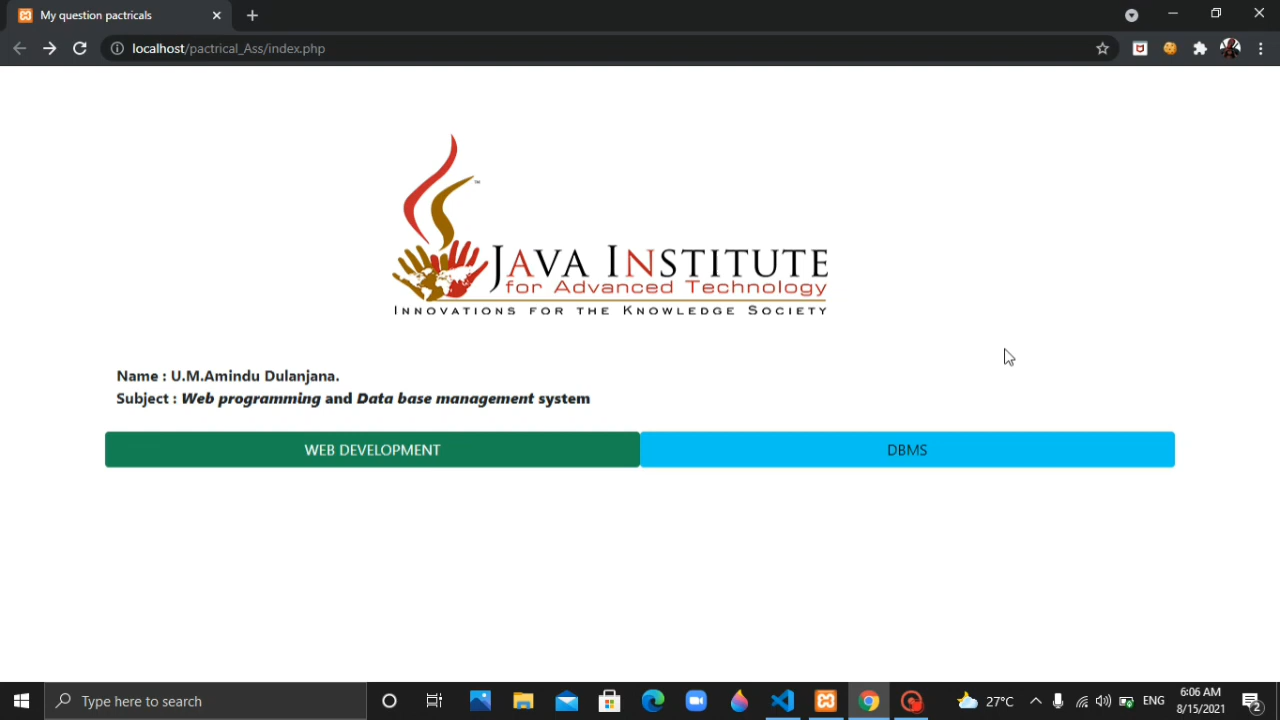 My question pactricals
localhost/pactrical_Ass/index.php
™
JAVA INSTITUTE
for Advanced Technology
INNOVATIONS FOR THE KNOWLEDGE SOCIETY
Name : U.M.Amindu Dulanjana.
Subject : Web programming and Data base management system
WEB DEVELOPMENT
DBMS
Type here to search
27°C
ENG
6:06 AM
8/15/2021
2